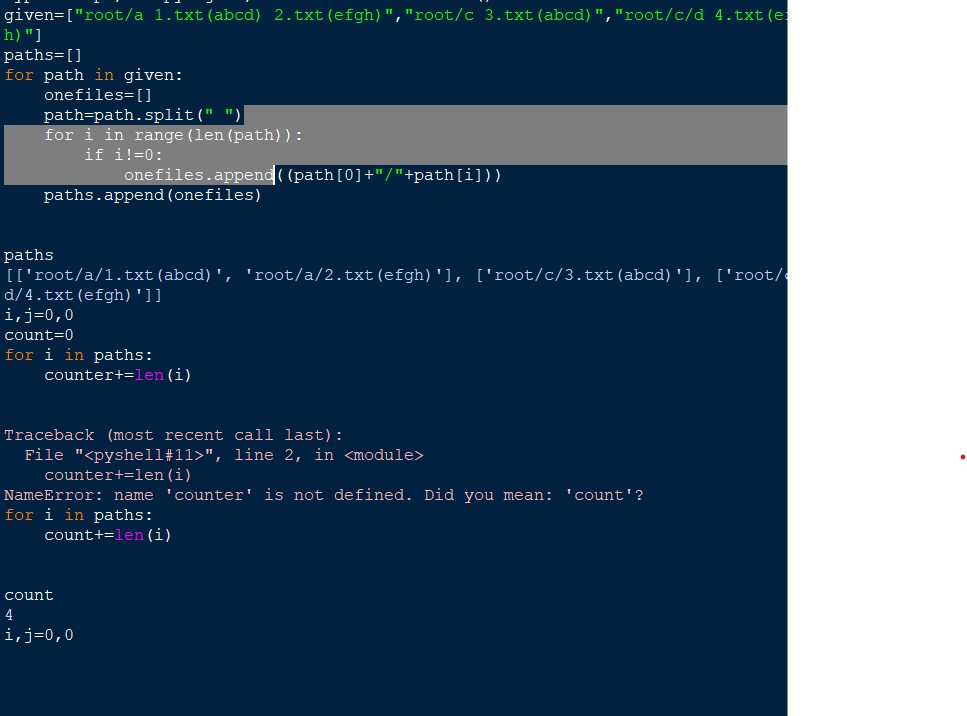 given=["root/a 1.txt(abcd) 2.txt(efgh)","root/c 3.txt(abcd)","root/c/d 4.txt(e
h)"]
paths=[]
for path in given:
    onefiles=[]
    path=path.split(" ")
    for i in range(len(path)):
        if i!=0:
            onefiles.append((path[0]+"/"+path[i]))
    paths.append(onefiles)
paths
[['root/a/1.txt(abcd)', 'root/a/2.txt(efgh)'], ['root/c/3.txt(abcd)'], ['root/
d/4.txt(efgh)']]
i,j=0,0
count=0
for i in paths:
    counter+=len(i)
Traceback (most recent call last):
  File "<pyshell#11>", line 2, in <module>
    counter+=len(i)
NameError: name 'counter' is not defined. Did you mean: 'count'?
for i in paths:
    count+=len(i)
count
4
i,j=0,0